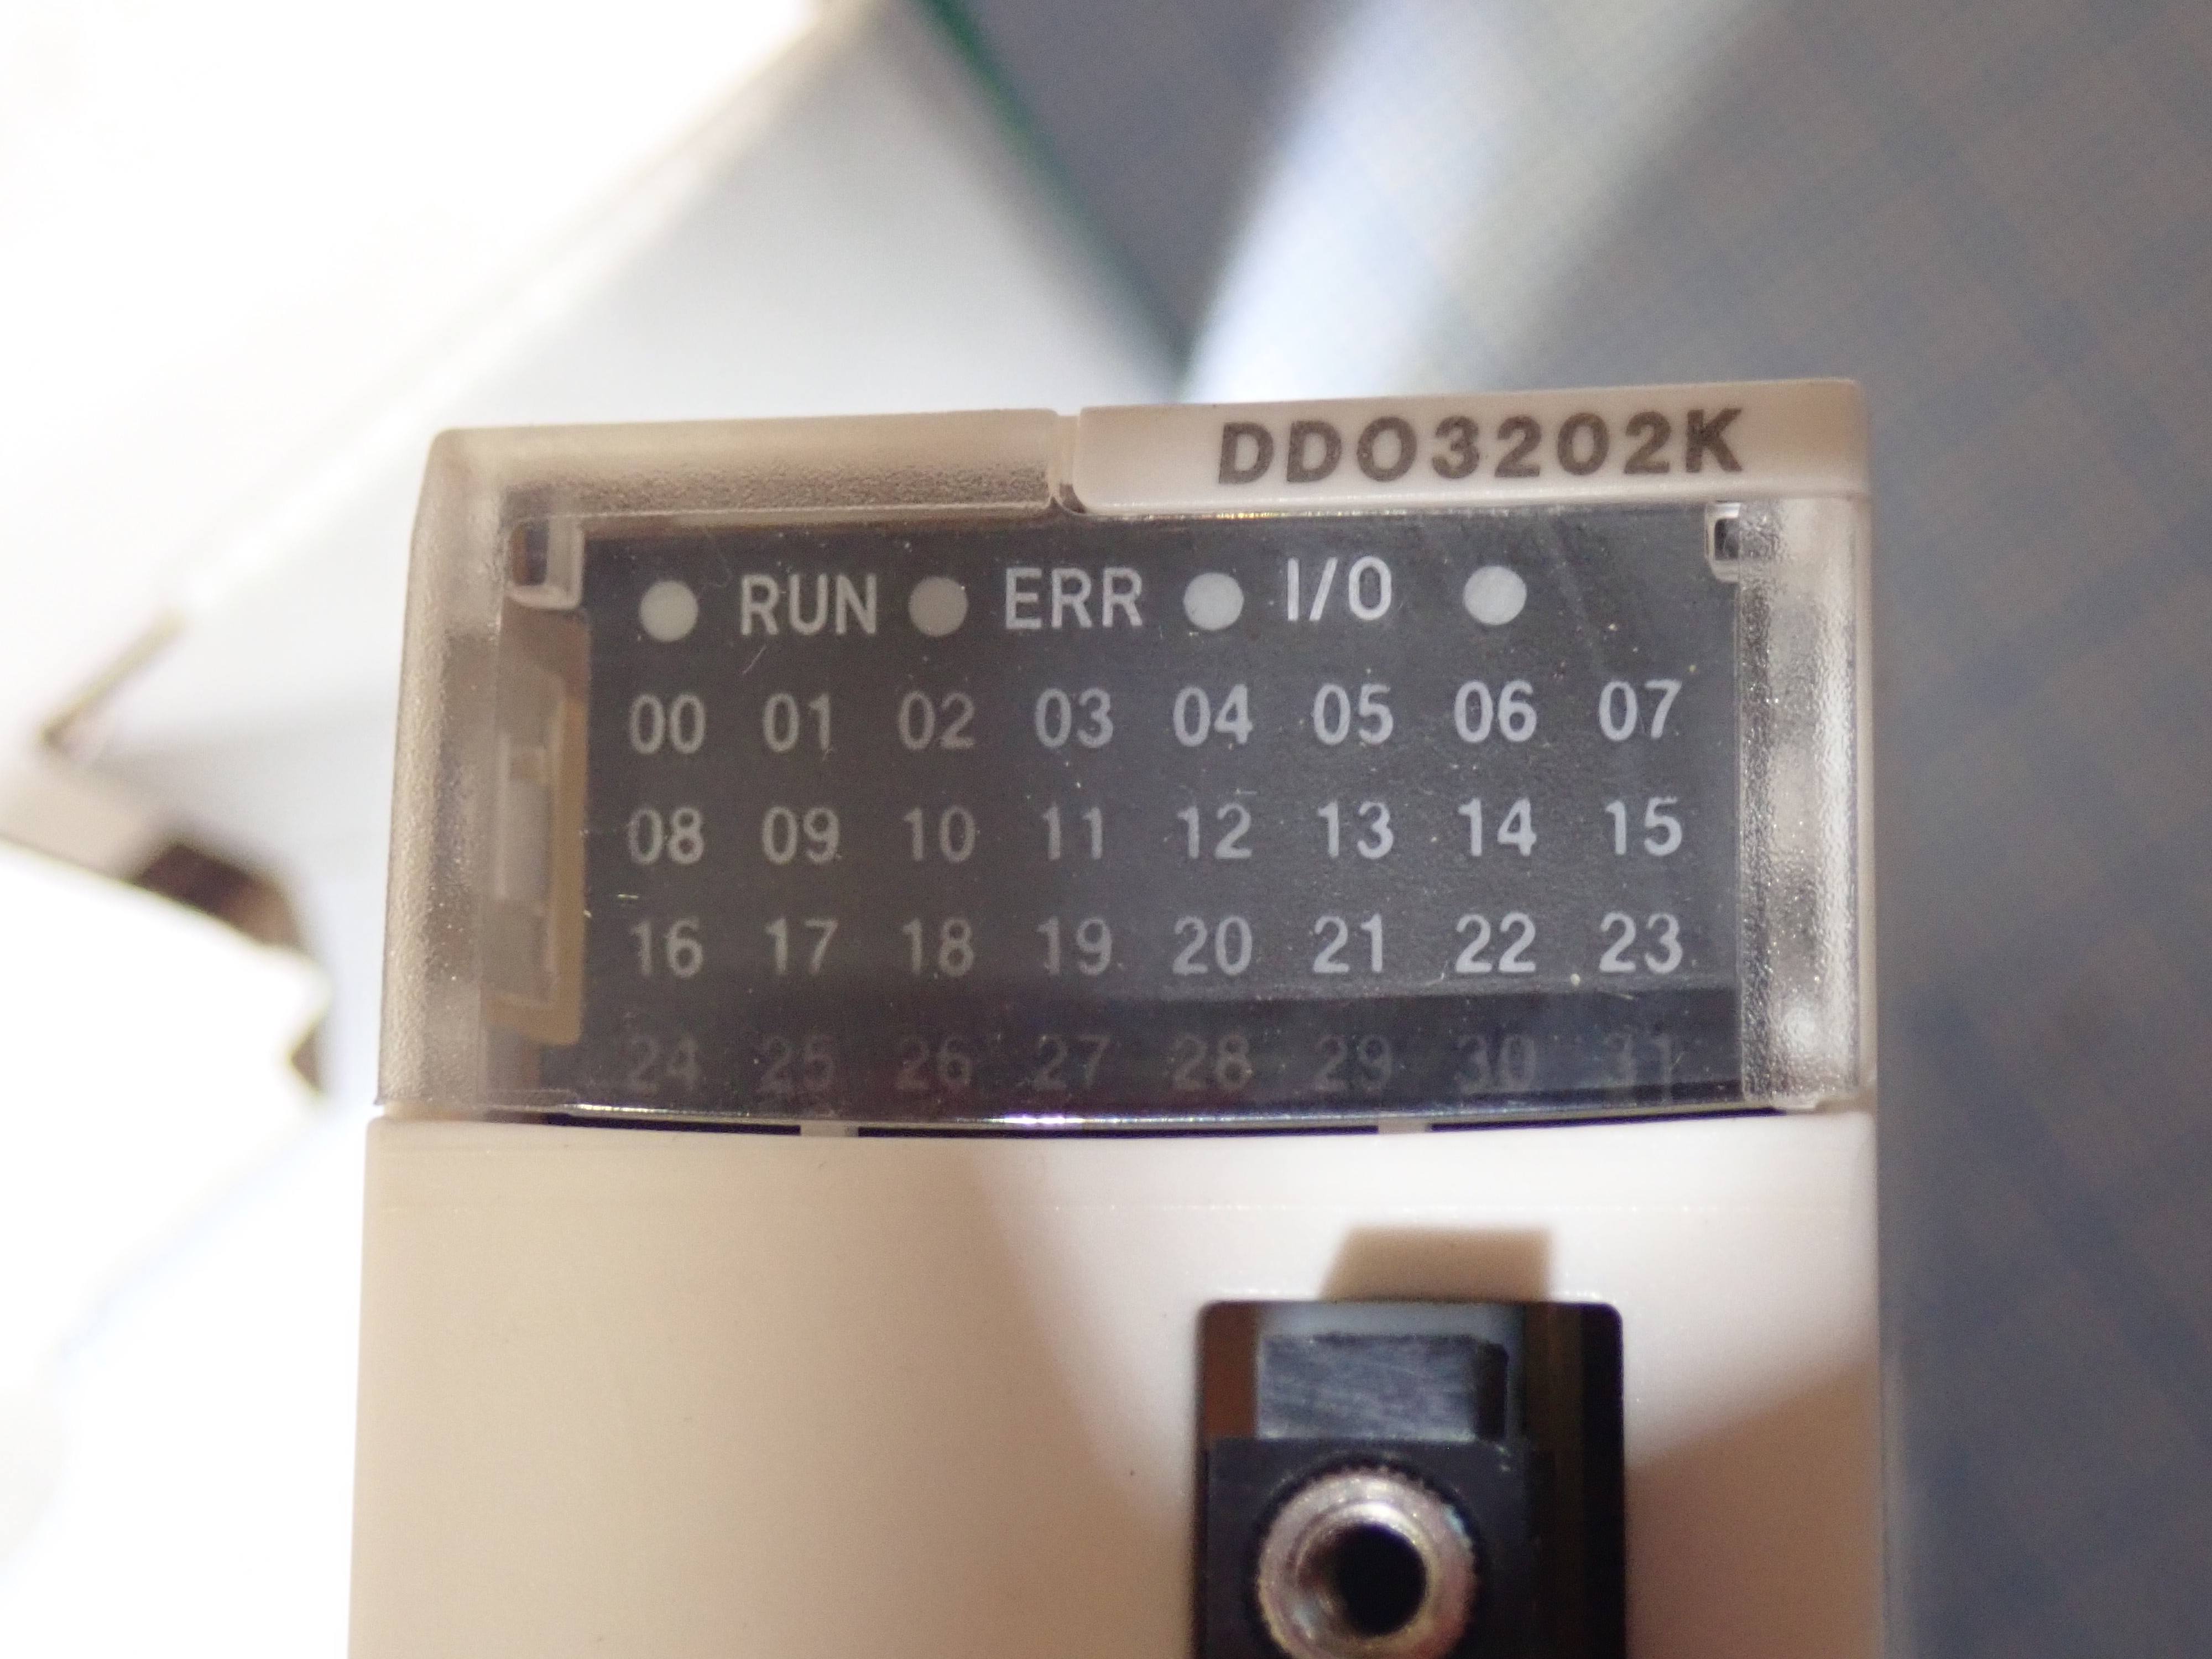 DDO3202K
RUN ERR I/O
00 01 02 03 04 05 06 07
08 09 10 11 12 13 14 15
16 17 18 19 20 21 22 23
24 25 26 27 28 29 30 31